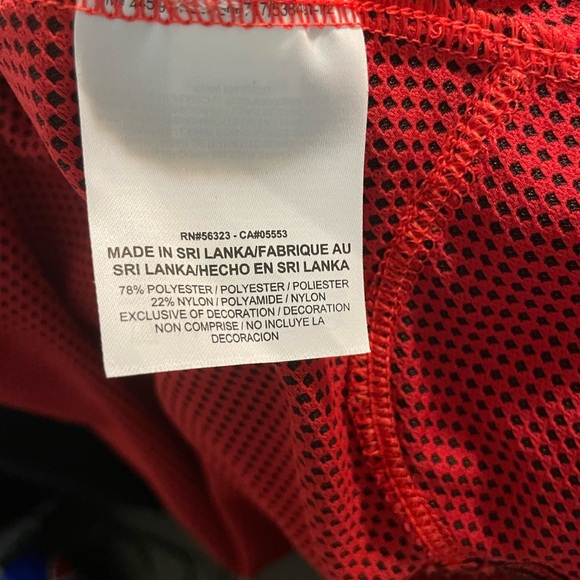 RN#56323 - CA#05553
MADE IN SRI LANKA/FABRIQUE AU
SRI LANKA/HECHO EN SRI LANKA
78% POLYESTER / POLYESTER / POLIESTER
22% NYLON / POLYAMIDE / NYLON
EXCLUSIVE OF DECORATION / DECORATION
NON COMPRISE / NO INCLUYE LA
DECORACION